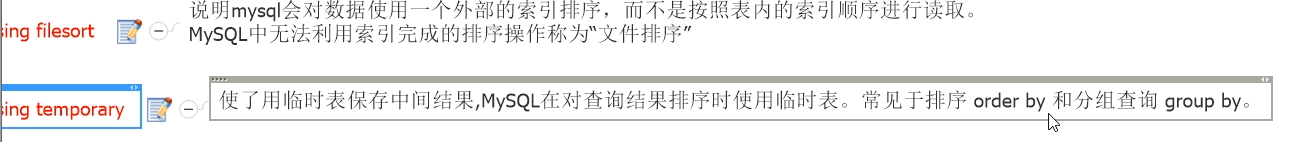 说明mysql会对数据使用一个外部的索引排序，而不是按照表内的索引顺序进行读取。
sing filesort
MySQL中无法利用索引完成的排序操作称为“文件排序”
sing temporary
使了用临时表保存中间结果,MySQL在对查询结果排序时使用临时表。常见于排序 order by 和分组查询 group by。